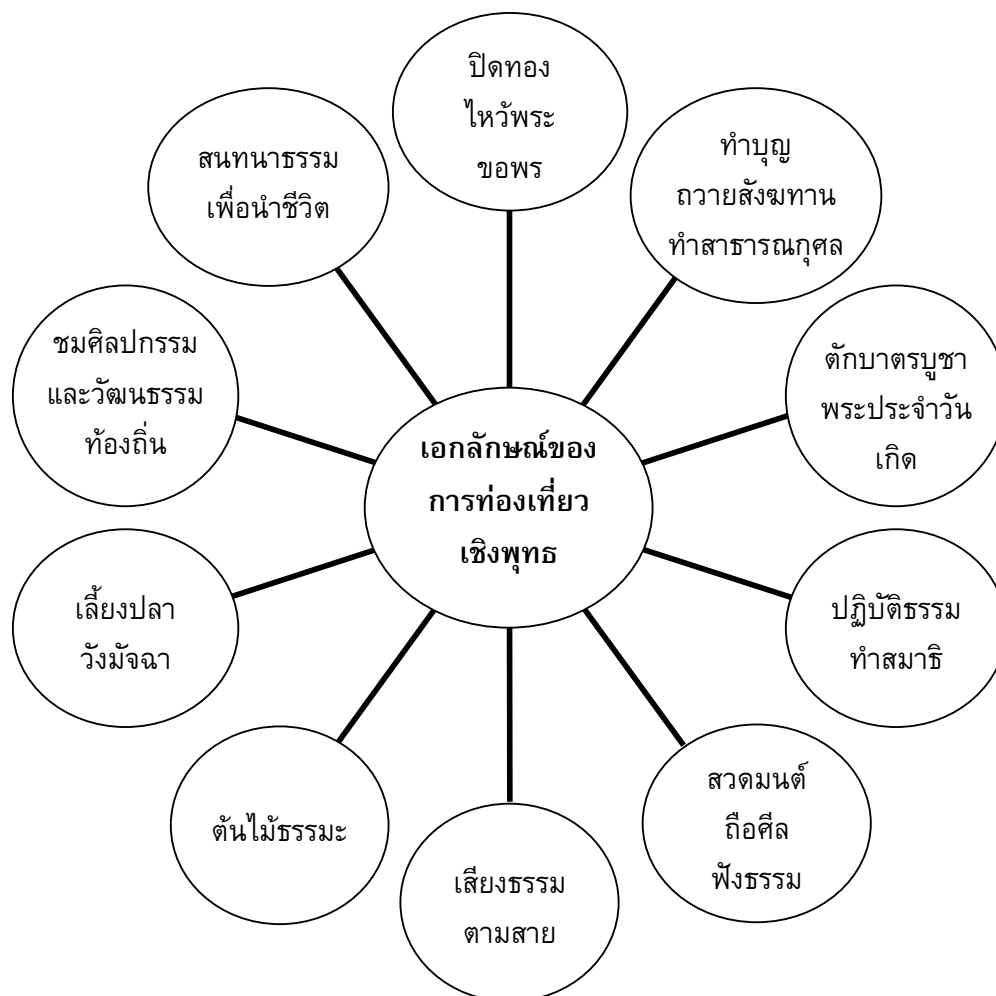 ปิดทอง
ไหว้พระ
ขอพร
ทำบุญ
ถวายสังฆทาน
ทำสาธารณกุศล
ตักบาตรบูชา
พระประจำวัน
เกิด
ปฏิบัติธรรม
ทำสมาธิ
สวดมนต์
ถือศีล
ฟังธรรม
เสียงธรรม
ตามสาย
ต้นไม้ธรรมะ
เลี้ยงปลา
วังมัจฉา
ชมศิลปกรรม
และวัฒนธรรม
ท้องถิ่น
สนทนาธรรม
เพื่อนำชีวิต
เอกลักษณ์ของ
การท่องเที่ยว
เชิงพุทธ